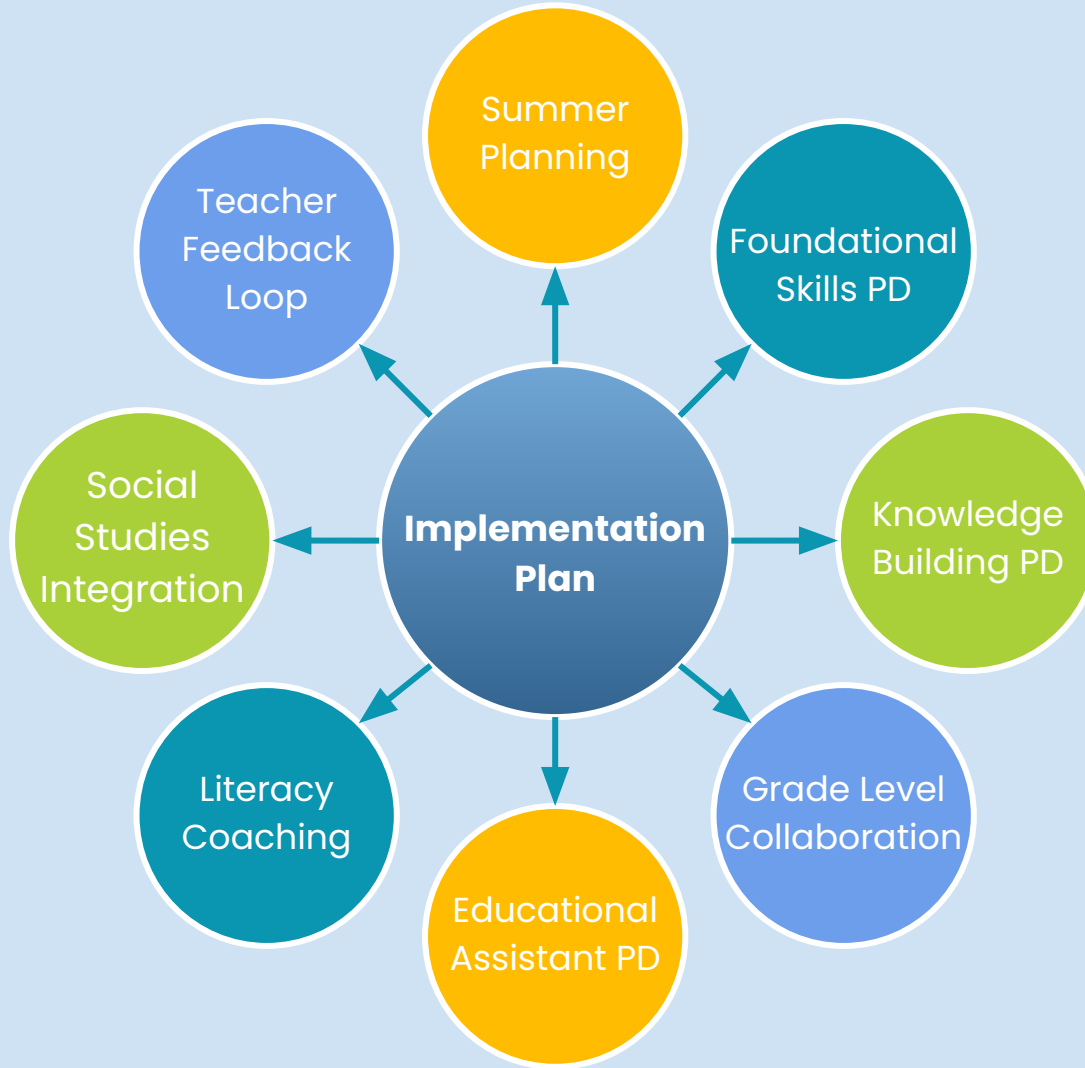 Summer
Planning
Foundational
Skills PD
Knowledge
Building PD
Grade Level
Collaboration
Educational
Assistant PD
Literacy
Coaching
Social
Studies
Integration
Teacher
Feedback
Loop
Implementation
Plan